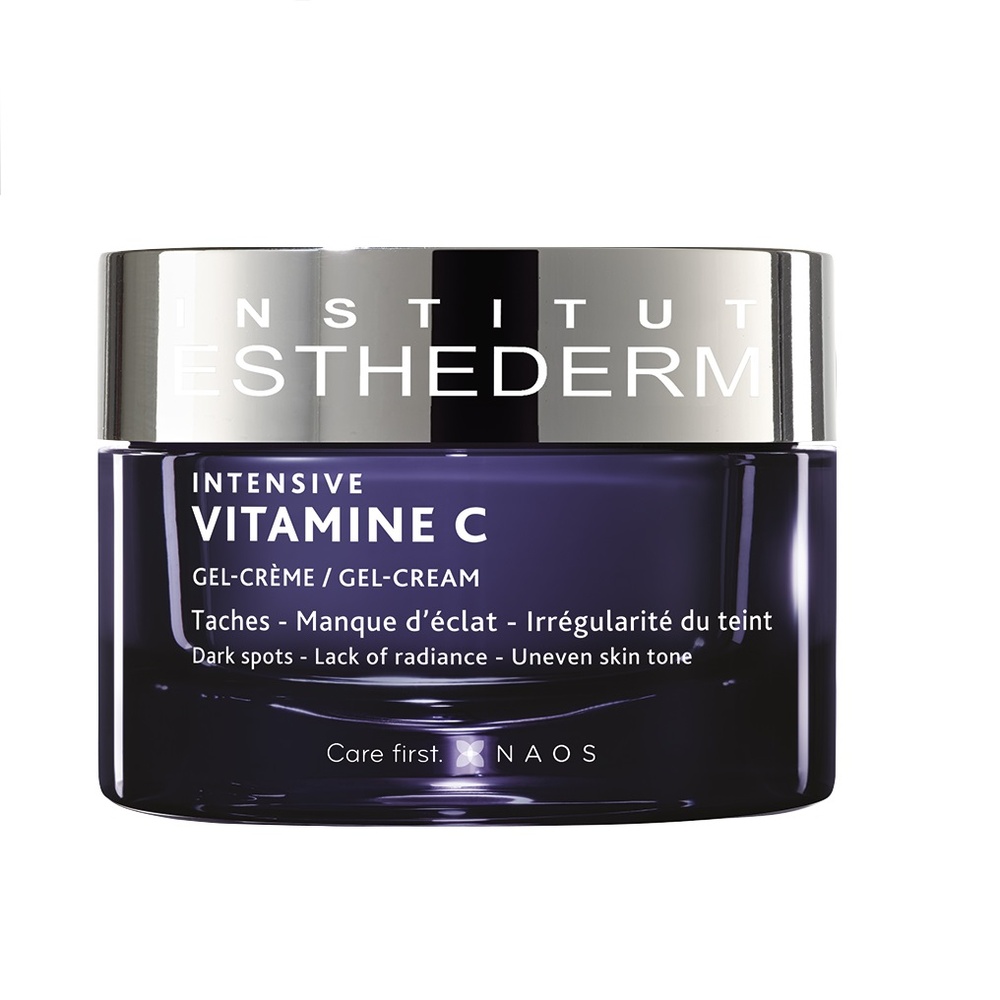 INSTITUT
ESTHEDERM
INTENSIVE
VITAMINE C
GEL-CRÈME / GEL-CREAM
Taches - Manque d'éclat - Irrégularité du teint
Dark spots - Lack of radiance - Uneven skin tone
Care first. NAOS